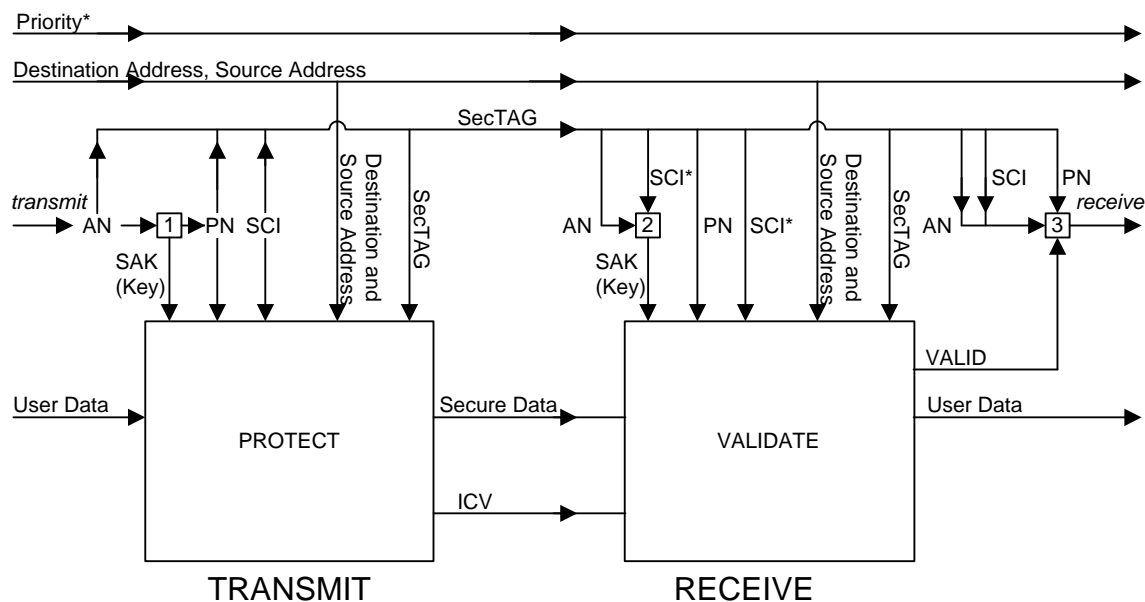 Priority*
Destination Address, Source Address
SecTAG
transmit
AN
1
PN
SCI
SAK
(Key)
Destination and
Source Address
SecTAG
AN
SCI*
2
SAK
(Key)
PN
SCI*
Destination and
Source Address
SecTAG
AN
SCI
PN
3
receive
VALID
User Data
PROTECT
Secure Data
VALIDATE
User Data
ICV
TRANSMIT
RECEIVE